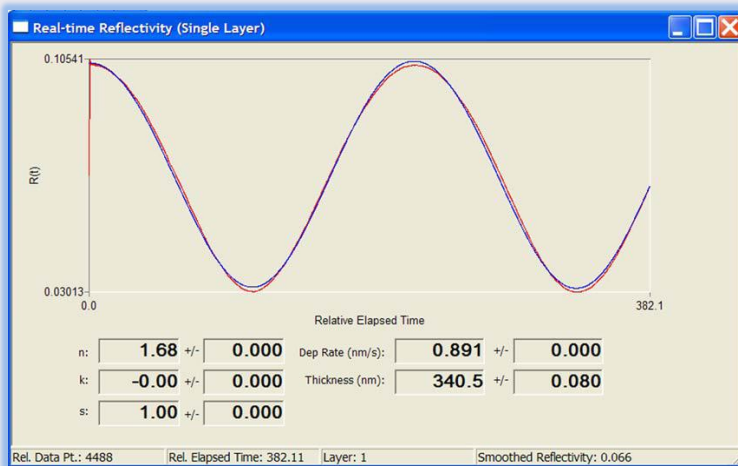 Real-time Reflectivity (Single Layer)
0.10541
R(t)
0.03013
0.0
382.1
Relative Elapsed Time
n: 1.68 +/- 0.000 Dep Rate (nm/s): 0.891 +/- 0.000
k: -0.00 +/- 0.000 Thickness (nm): 340.5 +/- 0.080
s: 1.00 +/- 0.000
Rel. Data Pt.: 4488 Rel. Elapsed Time: 382.11 Layer: 1 Smoothed Reflectivity: 0.066